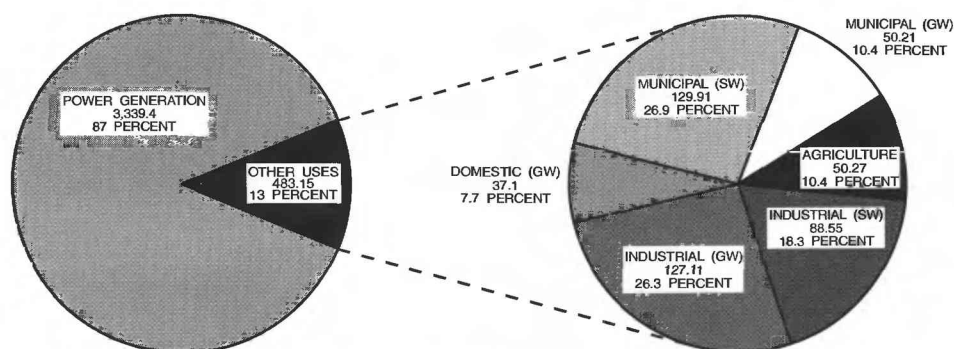 POWER GENERATION
3,339.4
87 PERCENT
OTHER USES
483.15
13 PERCENT
MUNICIPAL (GW)
50.21
10.4 PERCENT
MUNICIPAL (SW)
129.91
26.9 PERCENT
AGRICULTURE
50.27
10.4 PERCENT
DOMESTIC (GW)
37.1
7.7 PERCENT
INDUSTRIAL (SW)
88.55
18.3 PERCENT
INDUSTRIAL (GW)
127.11
26.3 PERCENT